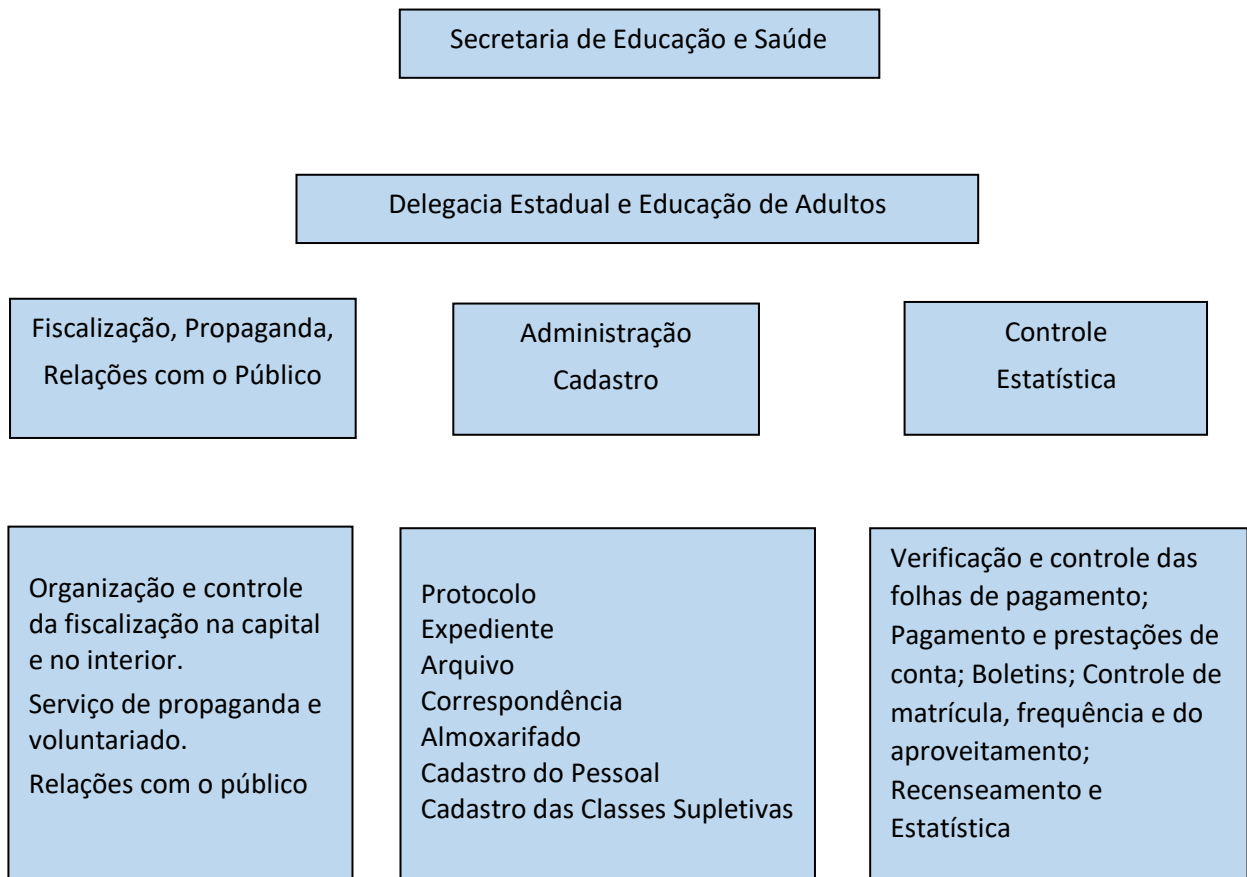 Secretaria de Educação e Saúde
Delegacia Estadual e Educação de Adultos
Fiscalização, Propaganda,
Relações com o Público
Administração
Cadastro
Controle
Estatística
Organização e controle
da fiscalização na capital
e no interior.
Serviço de propaganda e
voluntariado.
Relações com o público
Protocolo
Expediente
Arquivo
Correspondência
Almoxarifado
Cadastro do Pessoal
Cadastro das Classes Supletivas
Verificação e controle das
folhas de pagamento;
Pagamento e prestações de
conta; Boletins; Controle de
matrícula, frequência e do
aproveitamento;
Recenseamento e
Estatística